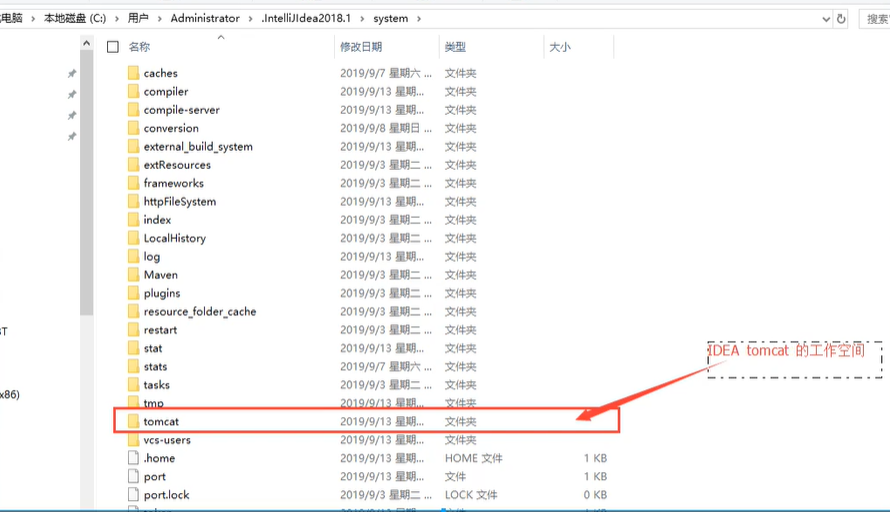 电脑 › 本地磁盘 (C:) › 用户 › Administrator › .IntelliJIdea2018.1 › system › 搜索
名称 修改日期 类型 大小
caches 2019/9/7 星期六 ... 文件夹
compiler 2019/9/13 星期... 文件夹
compile-server 2019/9/13 星期... 文件夹
conversion 2019/9/8 星期日 ... 文件夹
external_build_system 2019/9/13 星期... 文件夹
extResources 2019/9/3 星期二 ... 文件夹
frameworks 2019/9/3 星期二 ... 文件夹
httpFileSystem 2019/9/13 星期... 文件夹
index 2019/9/3 星期二 ... 文件夹
LocalHistory 2019/9/3 星期二 ... 文件夹
log 2019/9/13 星期... 文件夹
Maven 2019/9/3 星期二 ... 文件夹
plugins 2019/9/3 星期二 ... 文件夹
resource_folder_cache 2019/9/3 星期二 ... 文件夹
restart 2019/9/3 星期二 ... 文件夹
stat 2019/9/13 星期... 文件夹
stats 2019/9/7 星期六 ... 文件夹
tasks 2019/9/3 星期二 ... 文件夹
tmp 2019/9/13 星期... 文件夹
tomcat 2019/9/13 星期... 文件夹
vcs-users 2019/9/13 星期... 文件夹
.home 2019/9/13 星期... HOME 文件 1 KB
port 2019/9/13 星期... 文件 1 KB
port.lock 2019/9/3 星期二 ... LOCK 文件 0 KB
IDEA tomcat 的工作空间
x86)